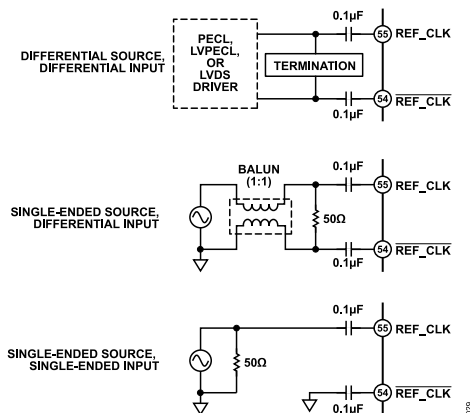 0.1µF
55 REF_CLK
PECL,
LVPECL,
OR
LVDS
DRIVER
DIFFERENTIAL SOURCE,
DIFFERENTIAL INPUT
TERMINATION
54 REF_CLK
0.1µF
BALUN
(1:1)
0.1µF
55 REF_CLK
SINGLE-ENDED SOURCE,
DIFFERENTIAL INPUT
50Ω
54 REF_CLK
0.1µF
0.1µF
55 REF_CLK
SINGLE-ENDED SOURCE,
SINGLE-ENDED INPUT
50Ω
54 REF_CLK
0.1µF